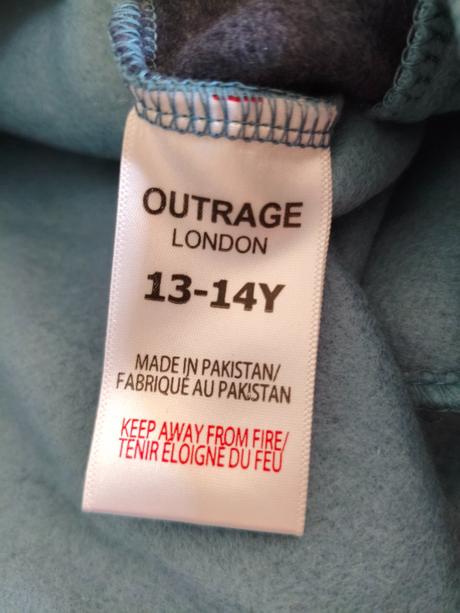 OUTRAGE
LONDON
13-14Y
MADE IN PAKISTAN/
FABRIQUÉ AU PAKISTAN
KEEP AWAY FROM FIRE/
TENIR ÉLOIGNÉ DU FEU